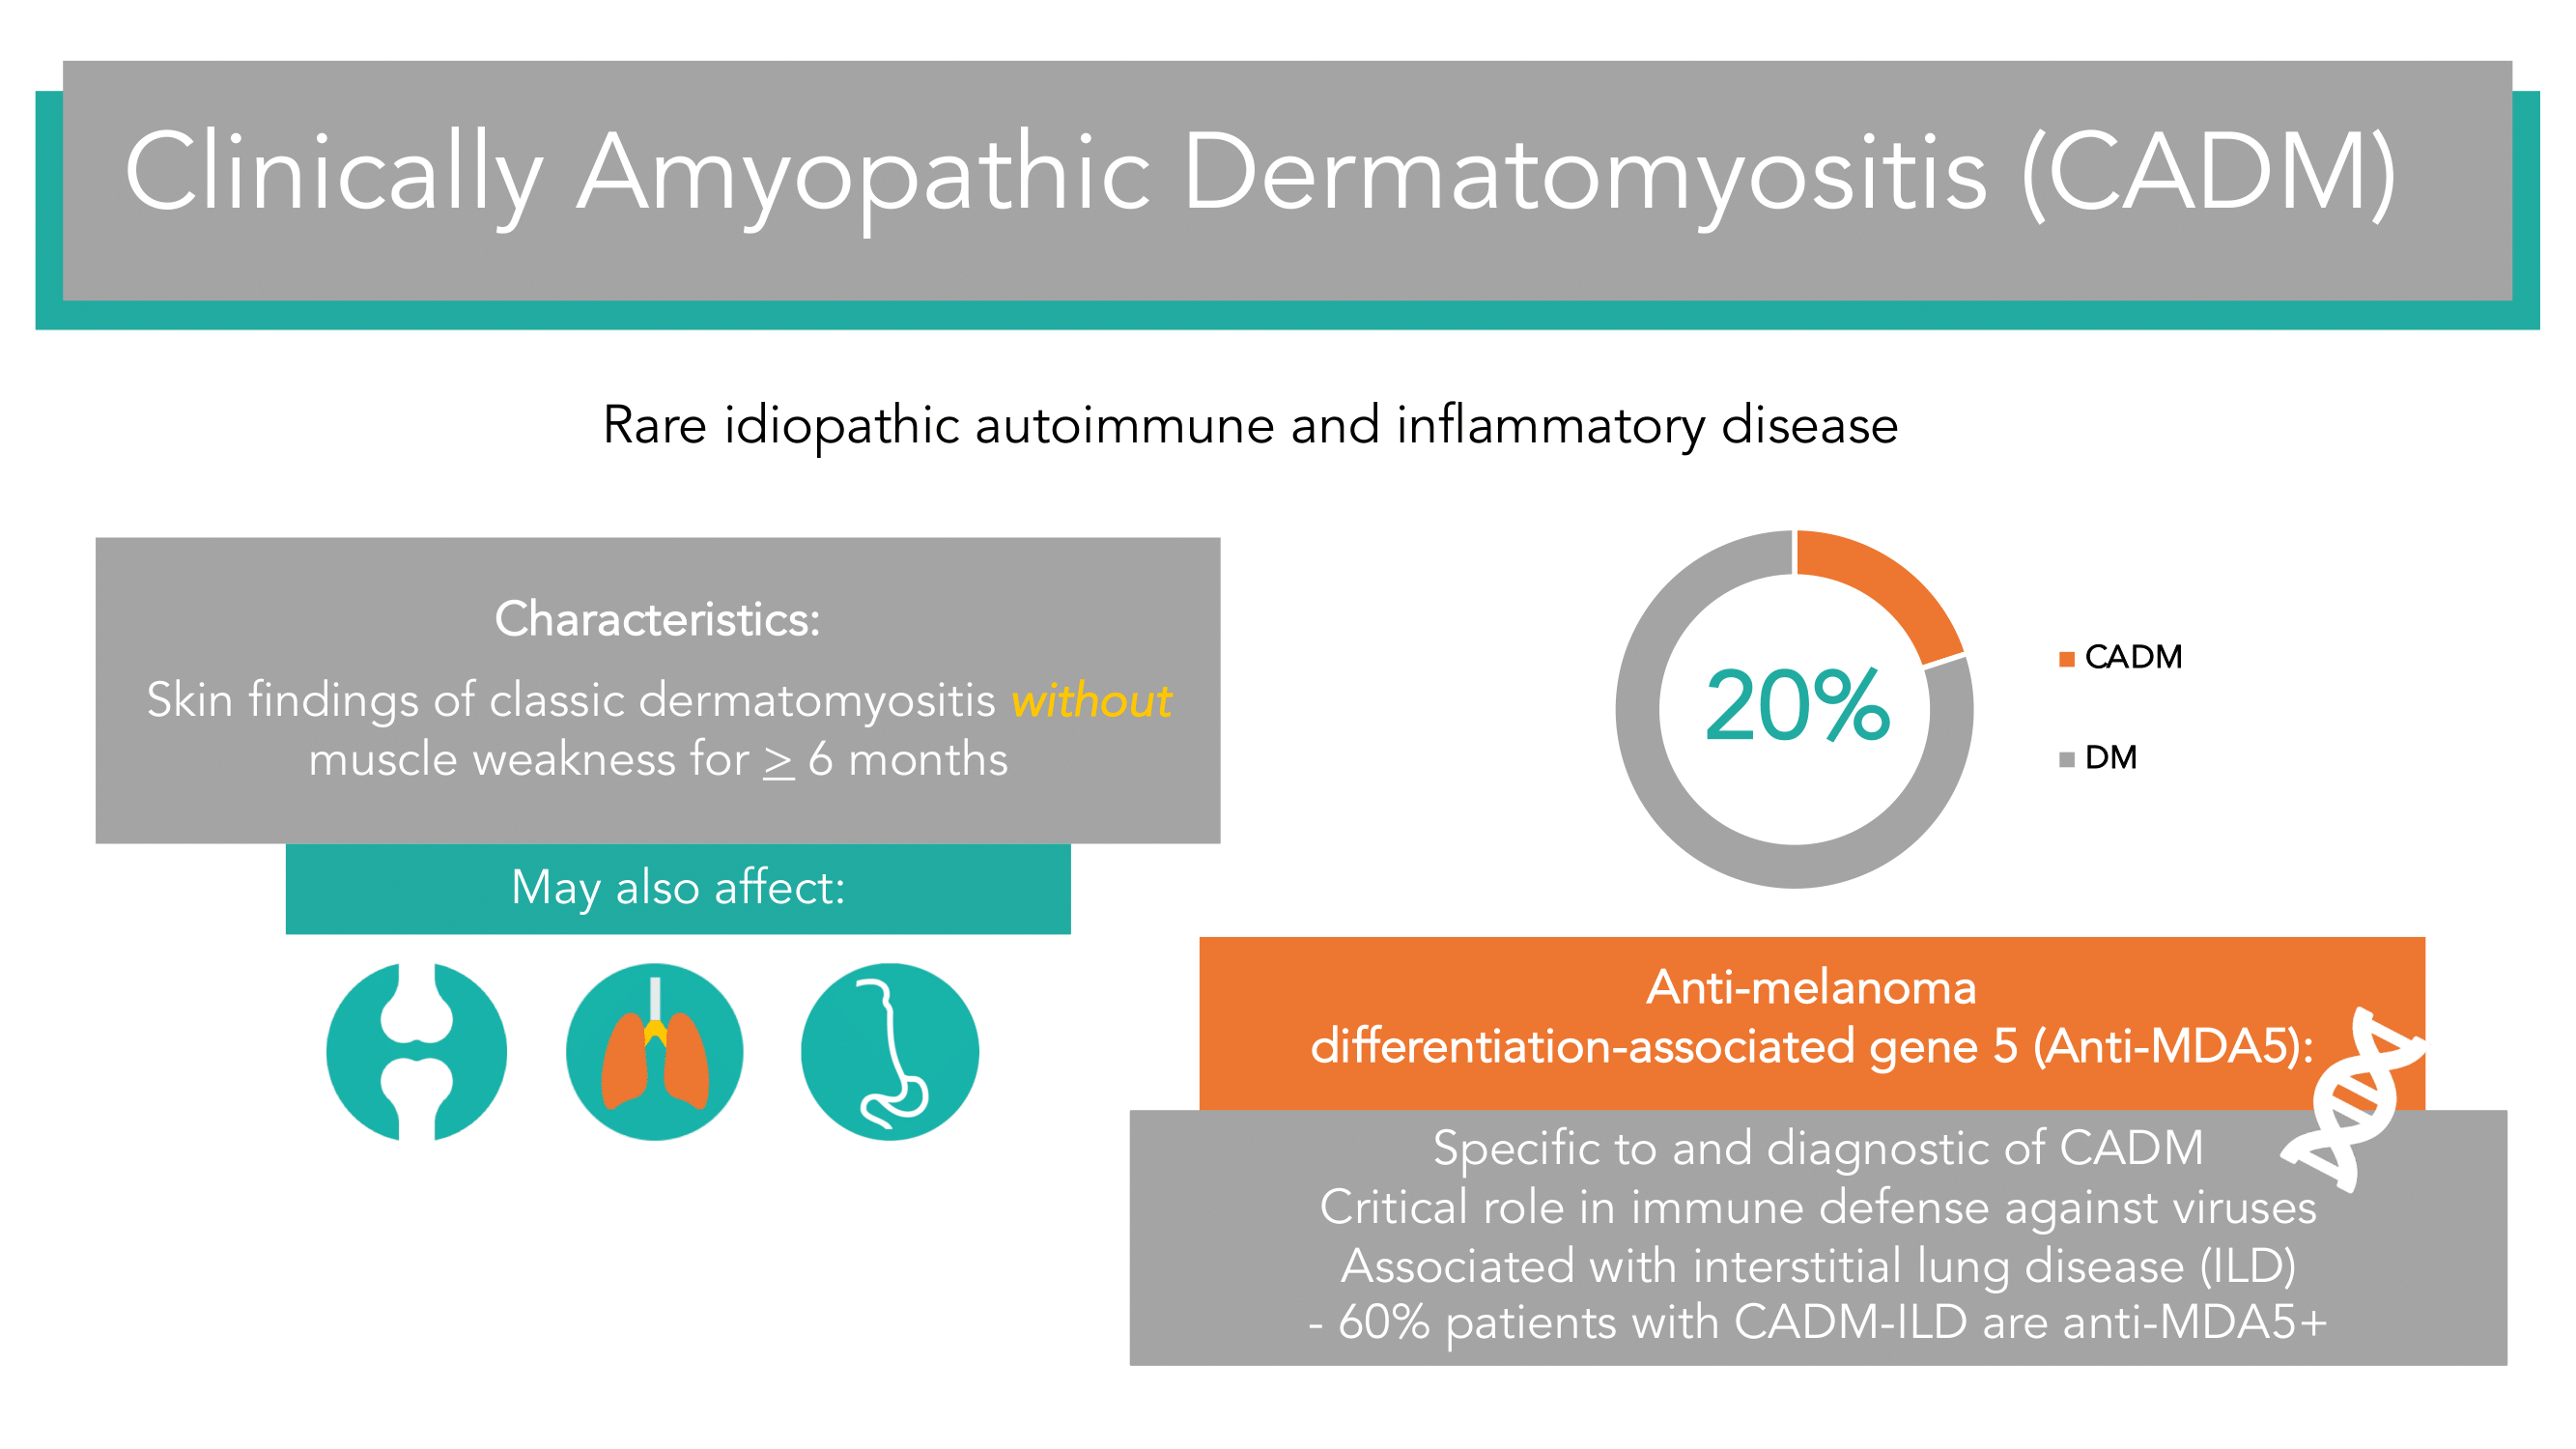 Clinically Amyopathic Dermatomyositis (CADM)
Rare idiopathic autoimmune and inflammatory disease
Characteristics:
Skin findings of classic dermatomyositis without
muscle weakness for ≥ 6 months
May also affect:
20%
CADM
DM
Anti-melanoma
differentiation-associated gene 5 (Anti-MDA5):
Specific to and diagnostic of CADM
Critical role in immune defense against viruses
Associated with interstitial lung disease (ILD)
- 60% patients with CADM-ILD are anti-MDA5+